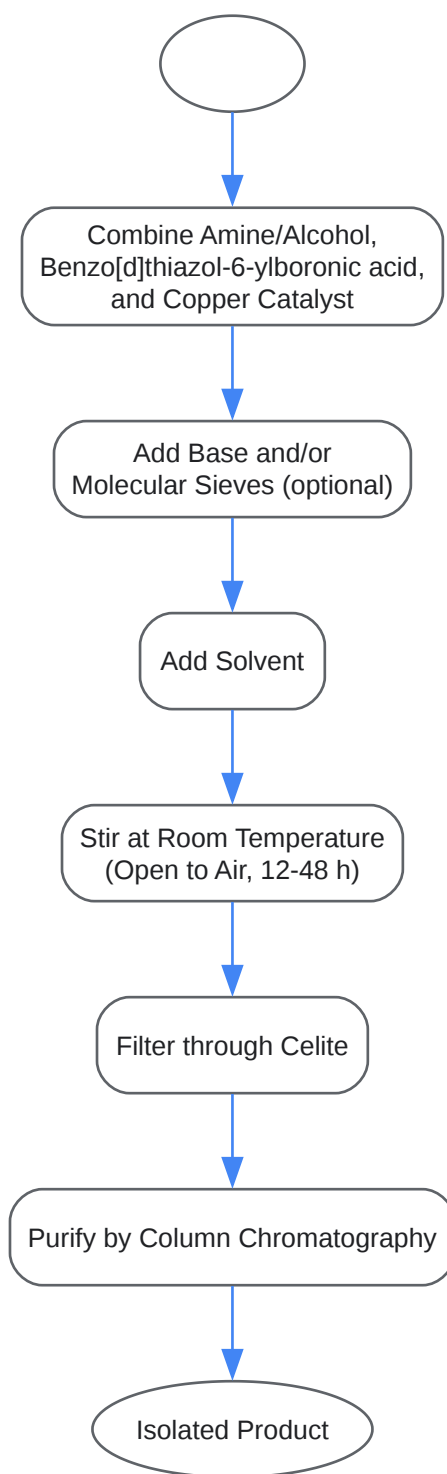 Combine Amine/Alcohol,
Benzo[d]thiazol-6-ylboronic acid,
and Copper Catalyst
Add Base and/or
Molecular Sieves (optional)
Add Solvent
Stir at Room Temperature
(Open to Air, 12-48 h)
Filter through Celite
Purify by Column Chromatography
Isolated Product